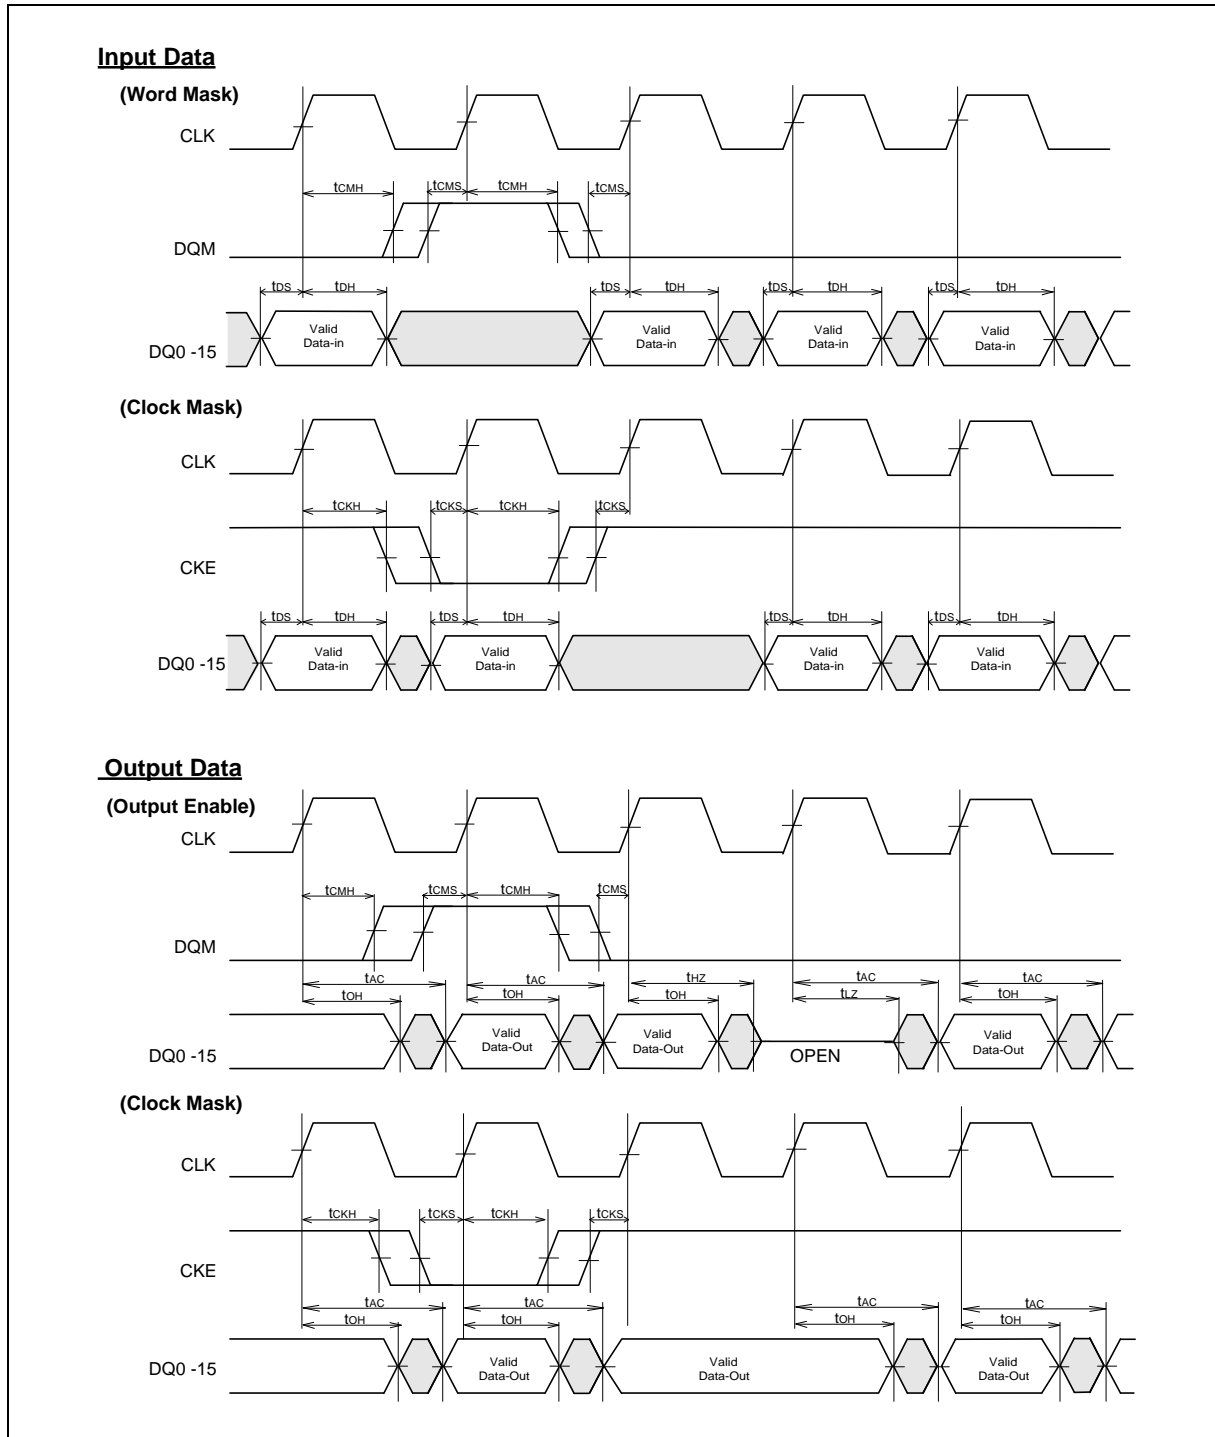 Input Data
(Word Mask)
CLK
tCMH tCMS tCMH tCMS
DQM
tDS tDH tDS tDH tDS tDH tDS tDH
DQ0 -15
Valid Data-in
Valid Data-in
Valid Data-in
Valid Data-in
(Clock Mask)
CLK
tCKH tCKS tCKH tCKS
CKE
tDS tDH tDS tDH tDS tDH tDS tDH
DQ0 -15
Valid Data-in
Valid Data-in
Valid Data-in
Valid Data-in
Output Data
(Output Enable)
CLK
tCMH tCMS tCMH tCMS
DQM
tAC tAC tHZ tAC tAC
tOH tOH tOH tLZ tOH
DQ0 -15
Valid Data-Out
Valid Data-Out
OPEN
Valid Data-Out
(Clock Mask)
CLK
tCKH tCKS tCKH tCKS
CKE
tAC tAC tAC tAC
tOH tOH tOH tOH
DQ0 -15
Valid Data-Out
Valid Data-Out
Valid Data-Out